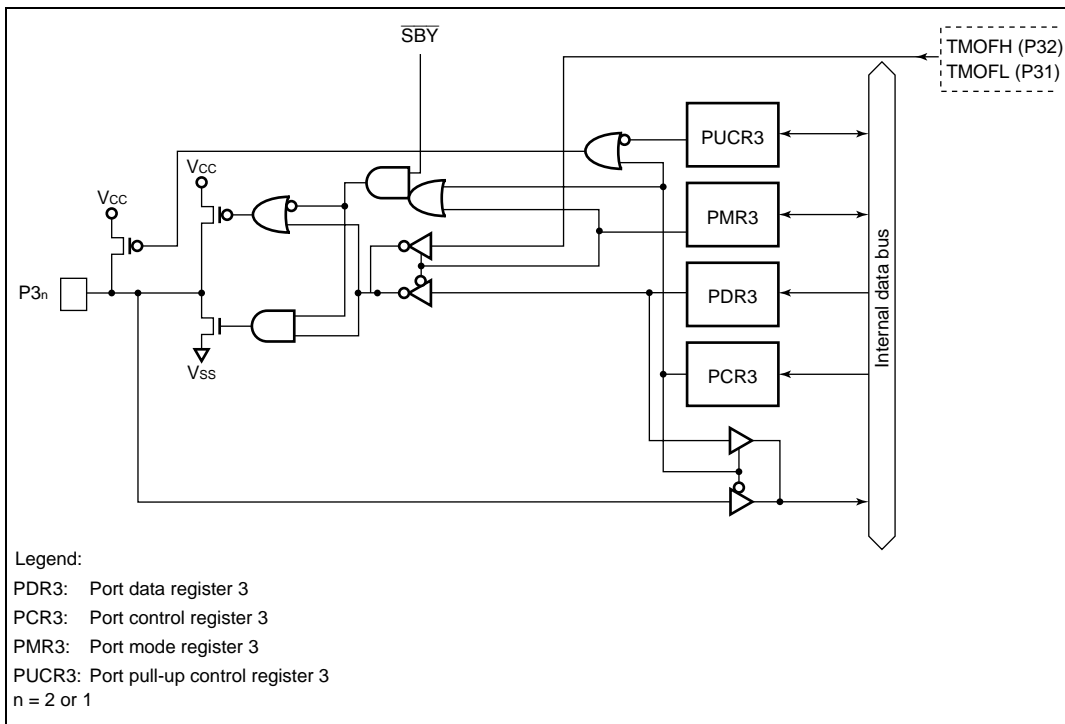 SBY
TMOFH (P32)
TMOFL (P31)
PUCR3
VCC
VCC
PMR3
P3n
PDR3
VSS
PCR3
Internal data bus
Legend:
PDR3: Port data register 3
PCR3: Port control register 3
PMR3: Port mode register 3
PUCR3: Port pull-up control register 3
n = 2 or 1